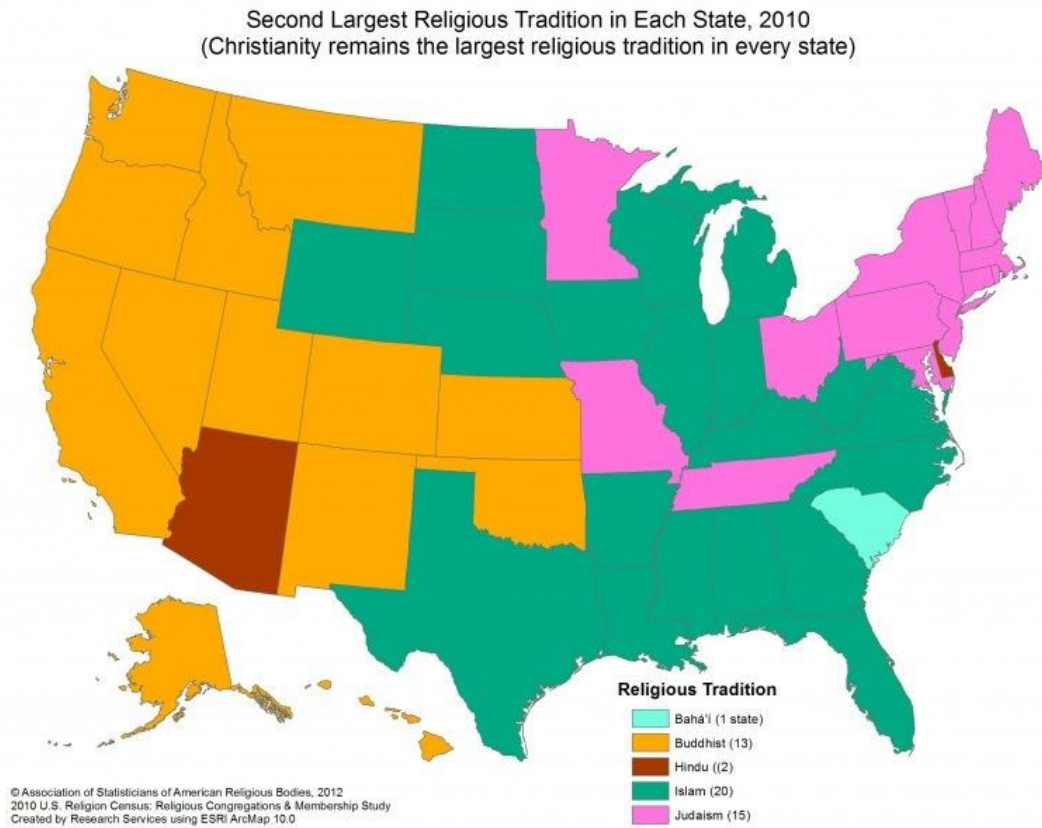 Second Largest Religious Tradition in Each State, 2010
(Christianity remains the largest religious tradition in every state)
Religious Tradition
Bahá'í (1 state)
Buddhist (13)
Hindu ((2)
Islam (20)
Judaism (15)
© Association of Statisticians of American Religious Bodies, 2012
2010 U.S. Religion Census: Religious Congregations & Membership Study
Created by Research Services using ESRI ArcMap 10.0